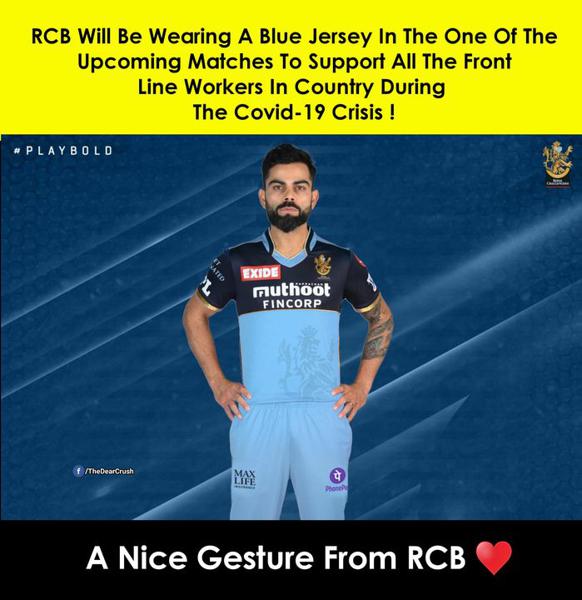 RCB Will Be Wearing A Blue Jersey In The One Of The
Upcoming Matches To Support All The Front
Line Workers In Country During
The Covid-19 Crisis !
#PLAYBOLD
EXIDE
muthoot
FINCORP
f /TheDearCrush
MAX
LIFE
PhonePe
A Nice Gesture From RCB ❤️